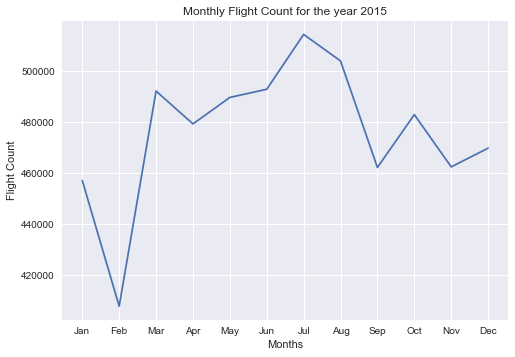 Monthly Flight Count for the year 2015
500000
480000
460000
440000
420000
Flight Count
Jan Feb Mar Apr May Jun Jul Aug Sep Oct Nov Dec
Months